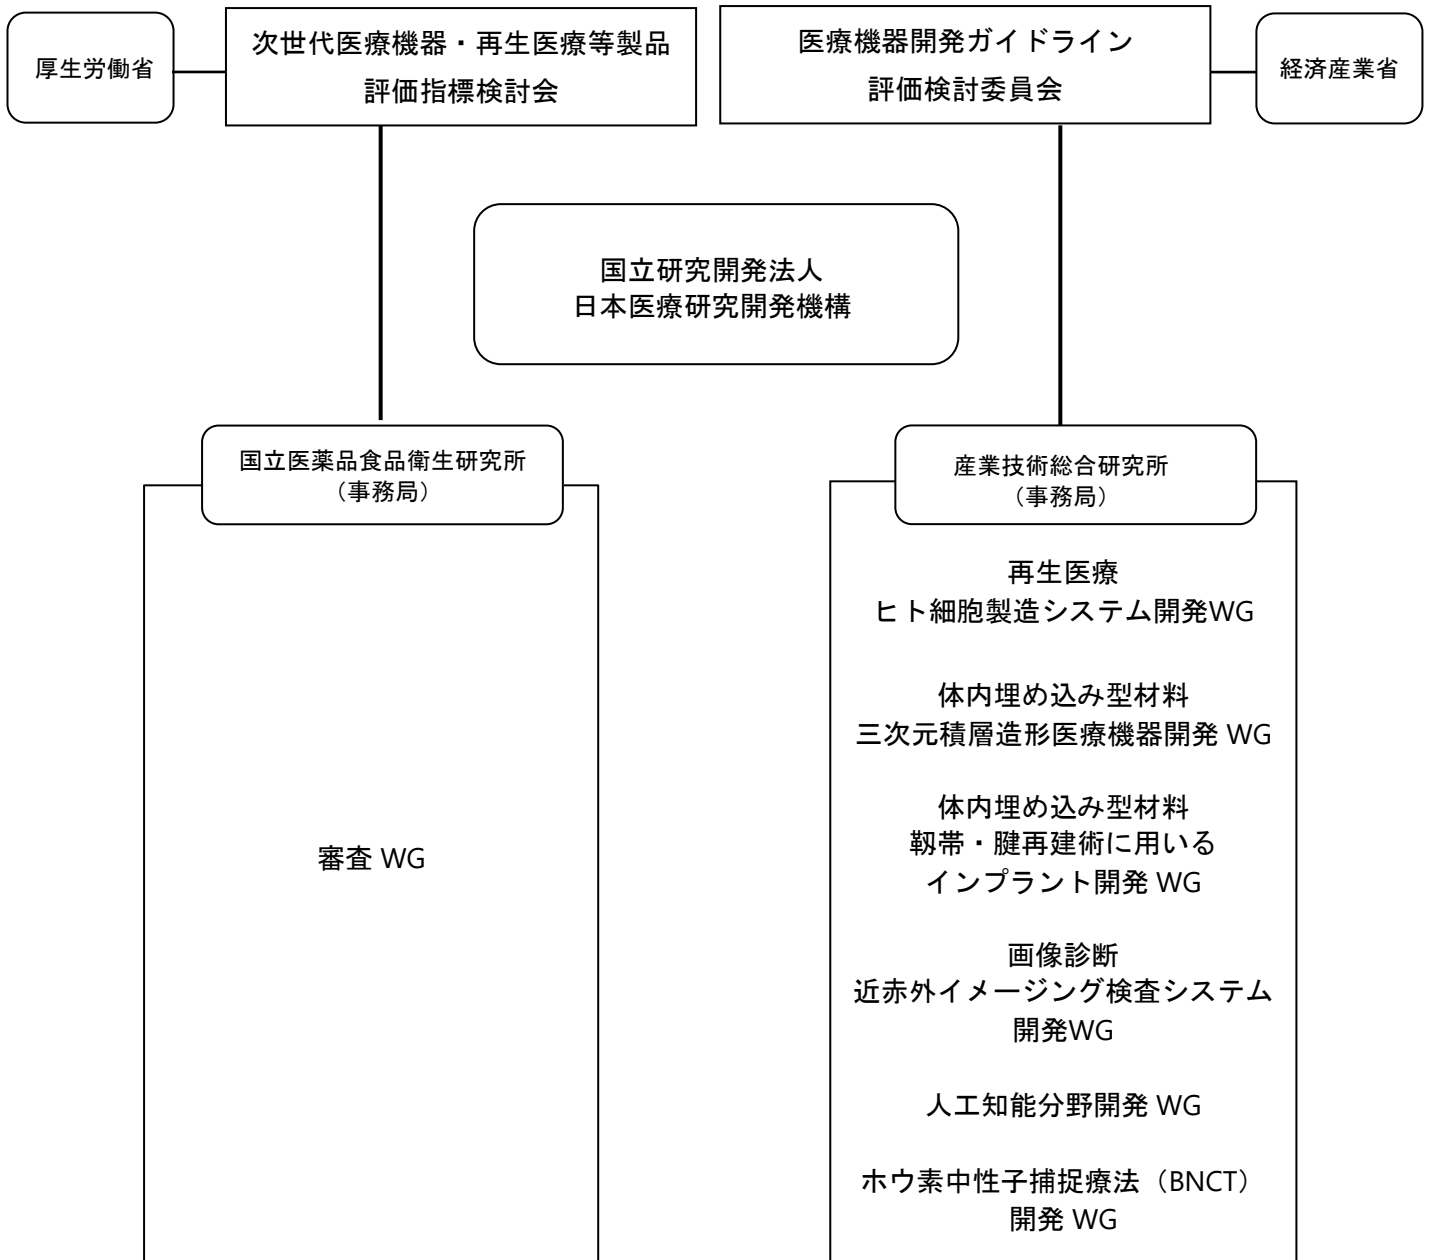 厚生労働省
次世代医療機器・再生医療等製品
評価指標検討会
医療機器開発ガイドライン
評価検討委員会
経済産業省
国立研究開発法人
日本医療研究開発機構
国立医薬品食品衛生研究所
（事務局）
審査 WG
産業技術総合研究所
（事務局）
再生医療
ヒト細胞製造システム開発WG
体内埋め込み型材料
三次元積層造形医療機器開発 WG
体内埋め込み型材料
靱帯・腱再建術に用いる
インプラント開発 WG
画像診断
近赤外イメージング検査システム
開発WG
人工知能分野開発 WG
ホウ素中性子捕捉療法（BNCT）
開発 WG